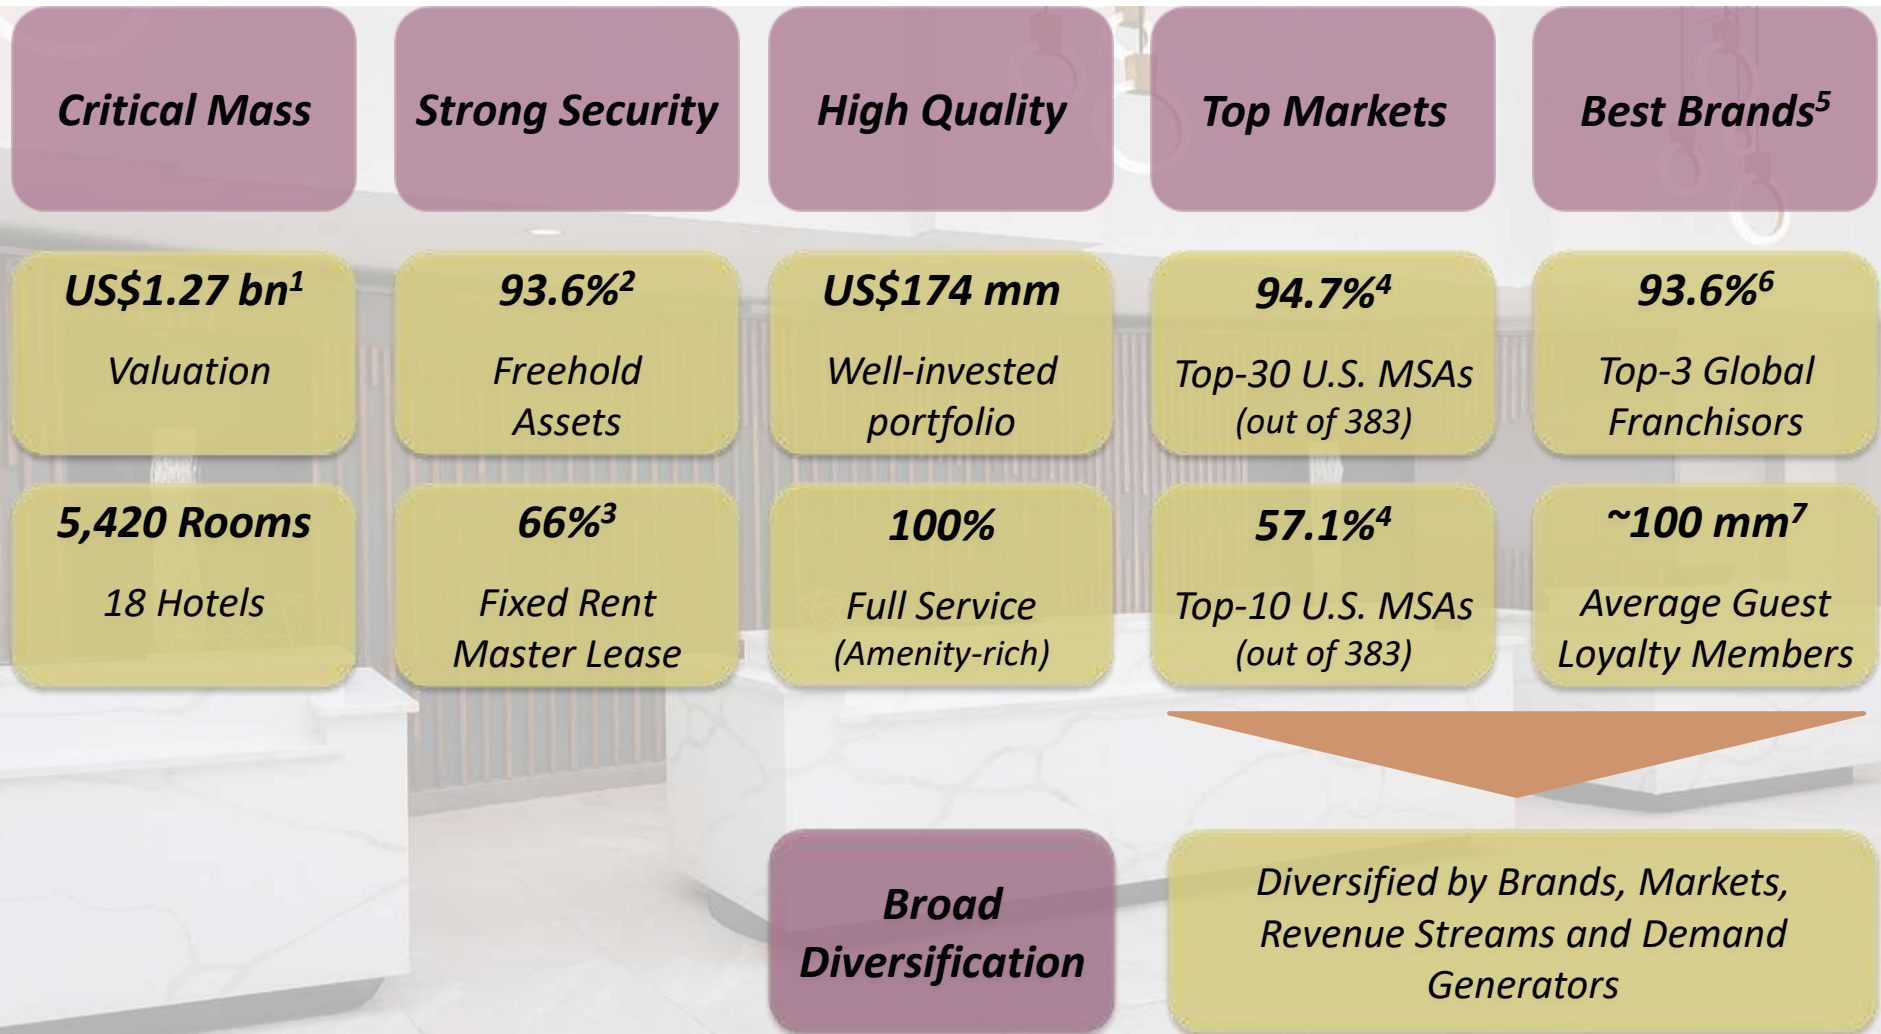 Critical Mass
Strong Security
High Quality
Top Markets
Best Brands⁵
US$1.27 bn¹
Valuation
93.6%²
Freehold
Assets
US$174 mm
Well-invested
portfolio
94.7%⁴
Top-30 U.S. MSAs
(out of 383)
93.6%⁶
Top-3 Global
Franchisors
5,420 Rooms
18 Hotels
66%³
Fixed Rent
Master Lease
100%
Full Service
(Amenity-rich)
57.1%⁴
Top-10 U.S. MSAs
(out of 383)
~100 mm⁷
Average Guest
Loyalty Members
Broad
Diversification
Diversified by Brands, Markets,
Revenue Streams and Demand
Generators